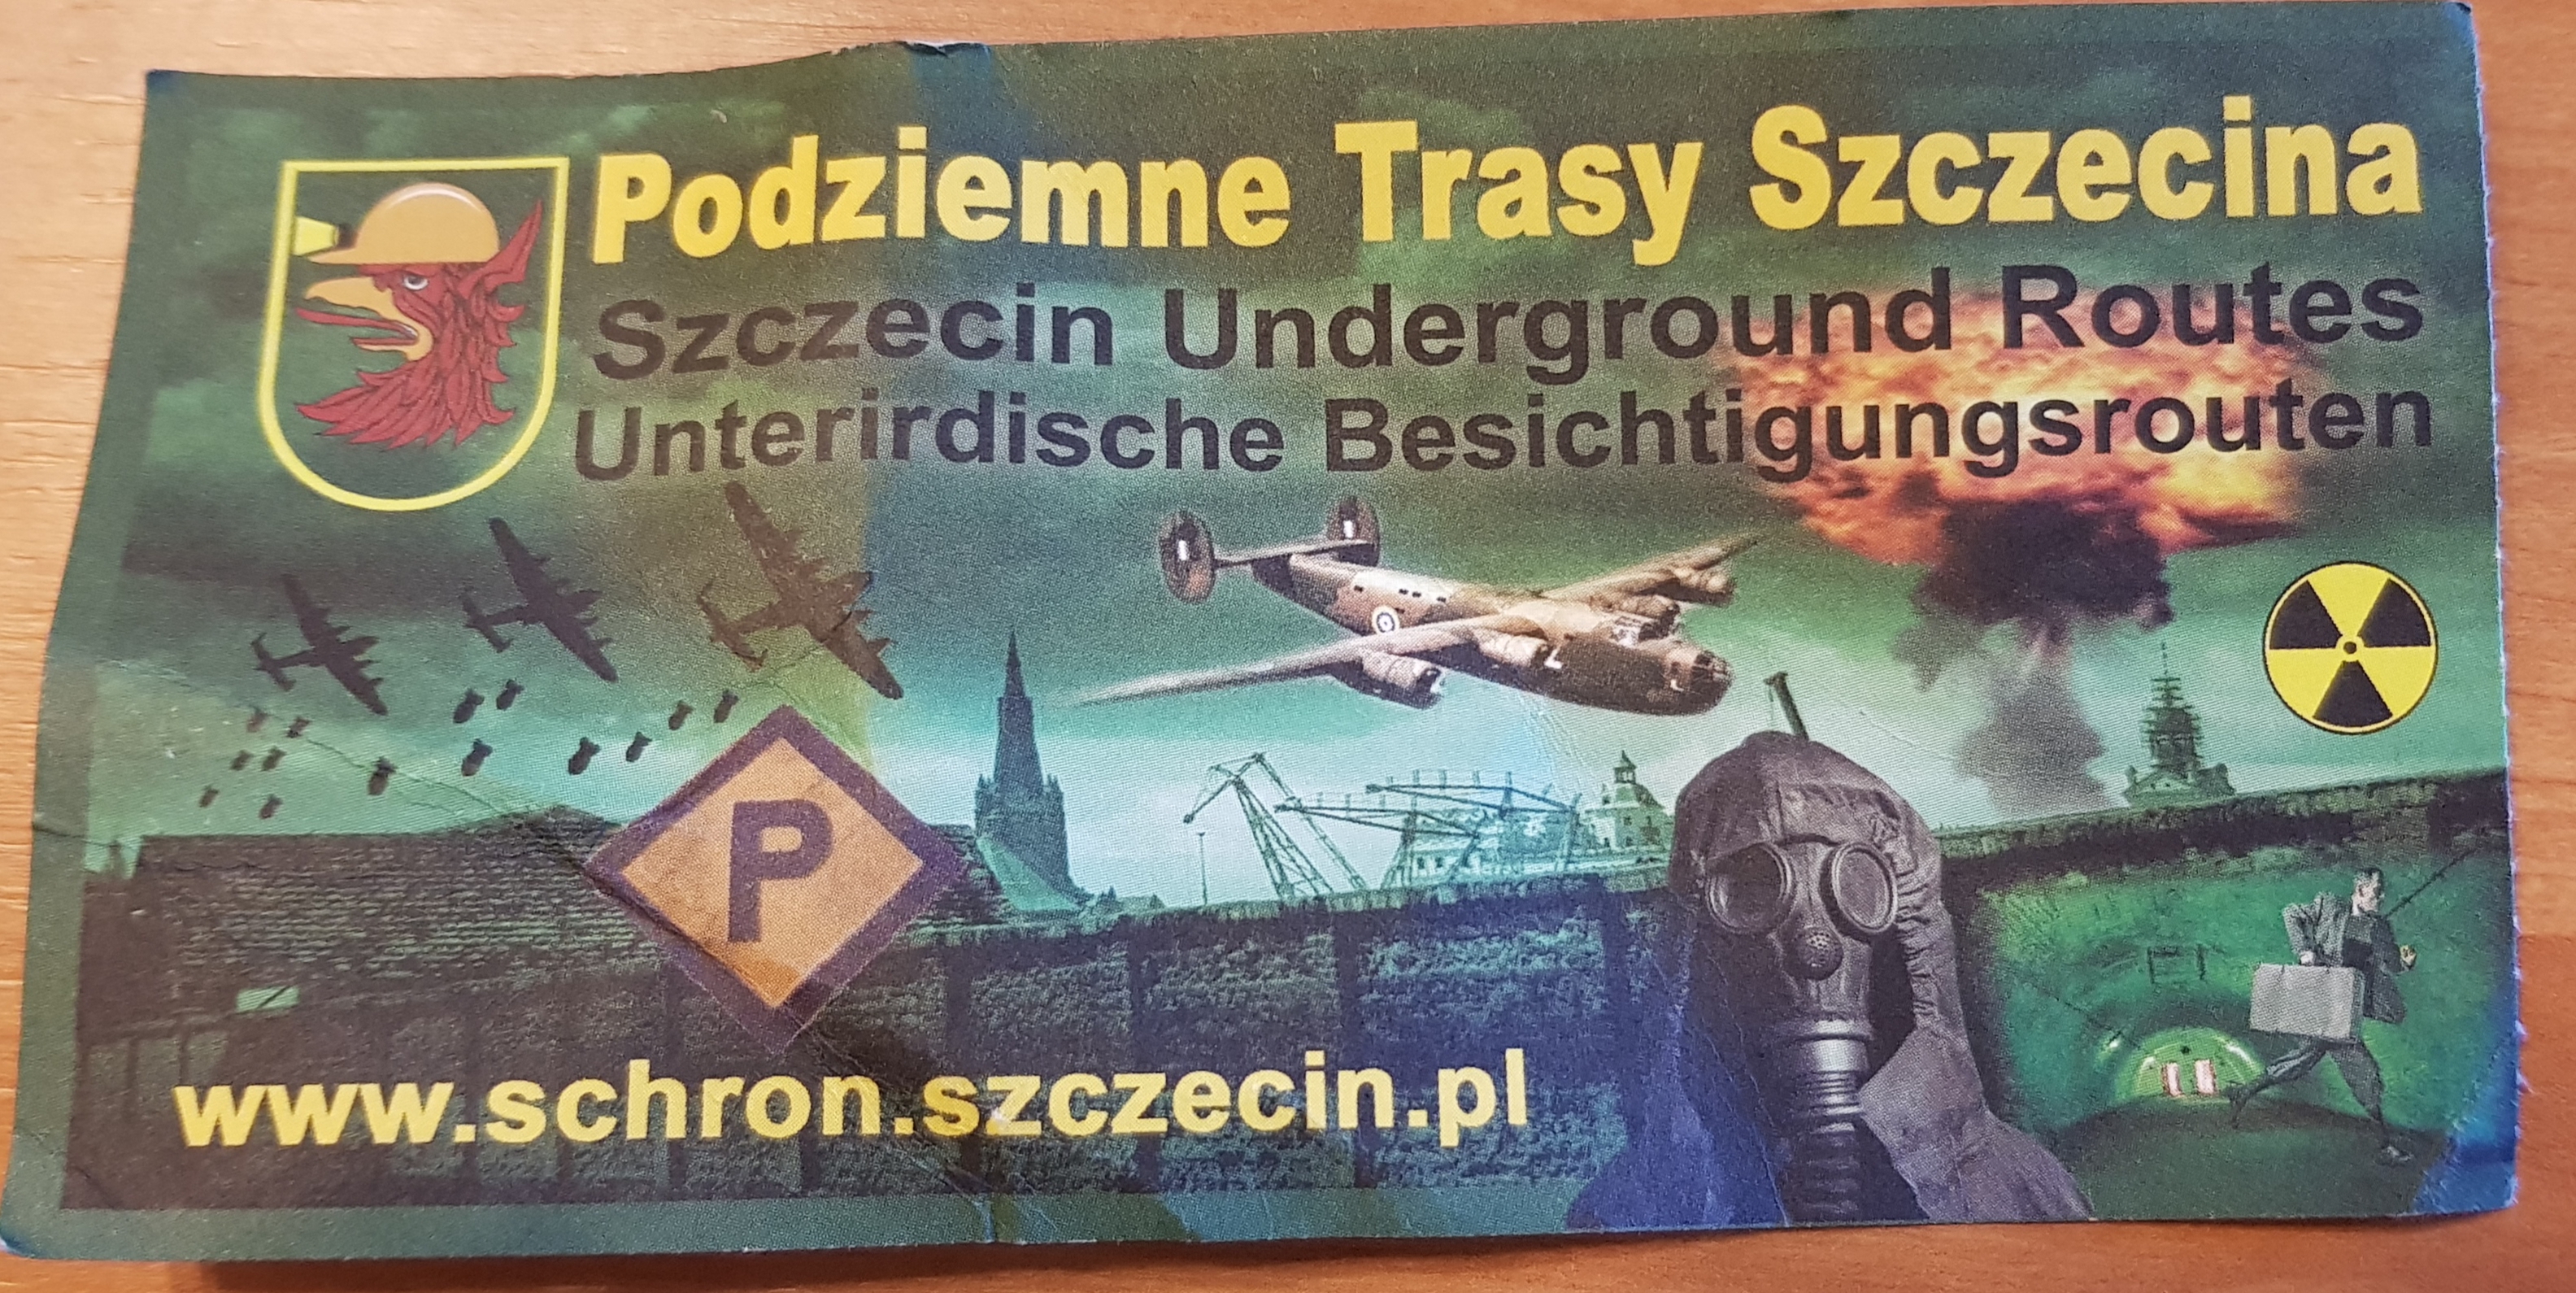 Podziemne Trasy Szczecina
Szczecin Underground Routes
Unterirdische Besichtigungsrouten
P
www.schron.szczecin.pl